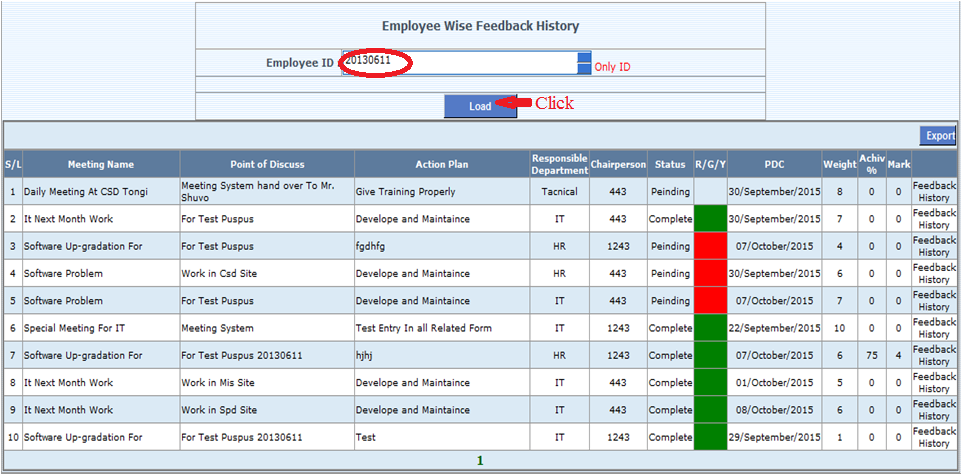 Employee Wise Feedback History
Employee ID 20130611 Only ID
Load Click
Export
S/L Meeting Name Point of Discuss Action Plan Responsible Department Chairperson Status R/G/Y PDC Weight Achiv % Mark
1 Daily Meeting At CSD Tongi Meeting System hand over To Mr. Shuvo Give Training Properly Tacnical 443 Pending 30/September/2015 8 0 0 Feedback History
2 It Next Month Work For Test Puspus Develope and Maintaince IT 443 Complete 30/September/2015 7 0 0 Feedback History
3 Software Up-gradation For For Test Puspus fgdhfg HR 1243 Pending 07/October/2015 4 0 0 Feedback History
4 Software Problem Work in Csd Site Develope and Maintaince HR 443 Pending 30/September/2015 6 0 0 Feedback History
5 Software Problem For Test Puspus Develope and Maintaince IT 443 Pending 07/October/2015 7 0 0 Feedback History
6 Special Meeting For IT Meeting System Test Entry In all Related Form IT 1243 Complete 22/September/2015 10 0 0 Feedback History
7 Software Up-gradation For For Test Puspus 20130611 hjhj HR 1243 Complete 07/October/2015 6 75 4 Feedback History
8 It Next Month Work Work in Mis Site Develope and Maintaince IT 443 Complete 01/October/2015 5 0 0 Feedback History
9 It Next Month Work Work in Spd Site Develope and Maintaince IT 443 Complete 08/October/2015 6 0 0 Feedback History
10 Software Up-gradation For For Test Puspus 20130611 Test IT 1243 Complete 29/September/2015 1 0 0 Feedback History
1